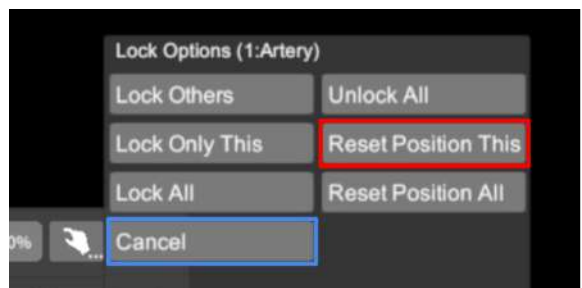 Lock Options (1:Artery)
Lock Others
Unlock All
Lock Only This
Reset Position This
Lock All
Reset Position All
0%
...
Cancel